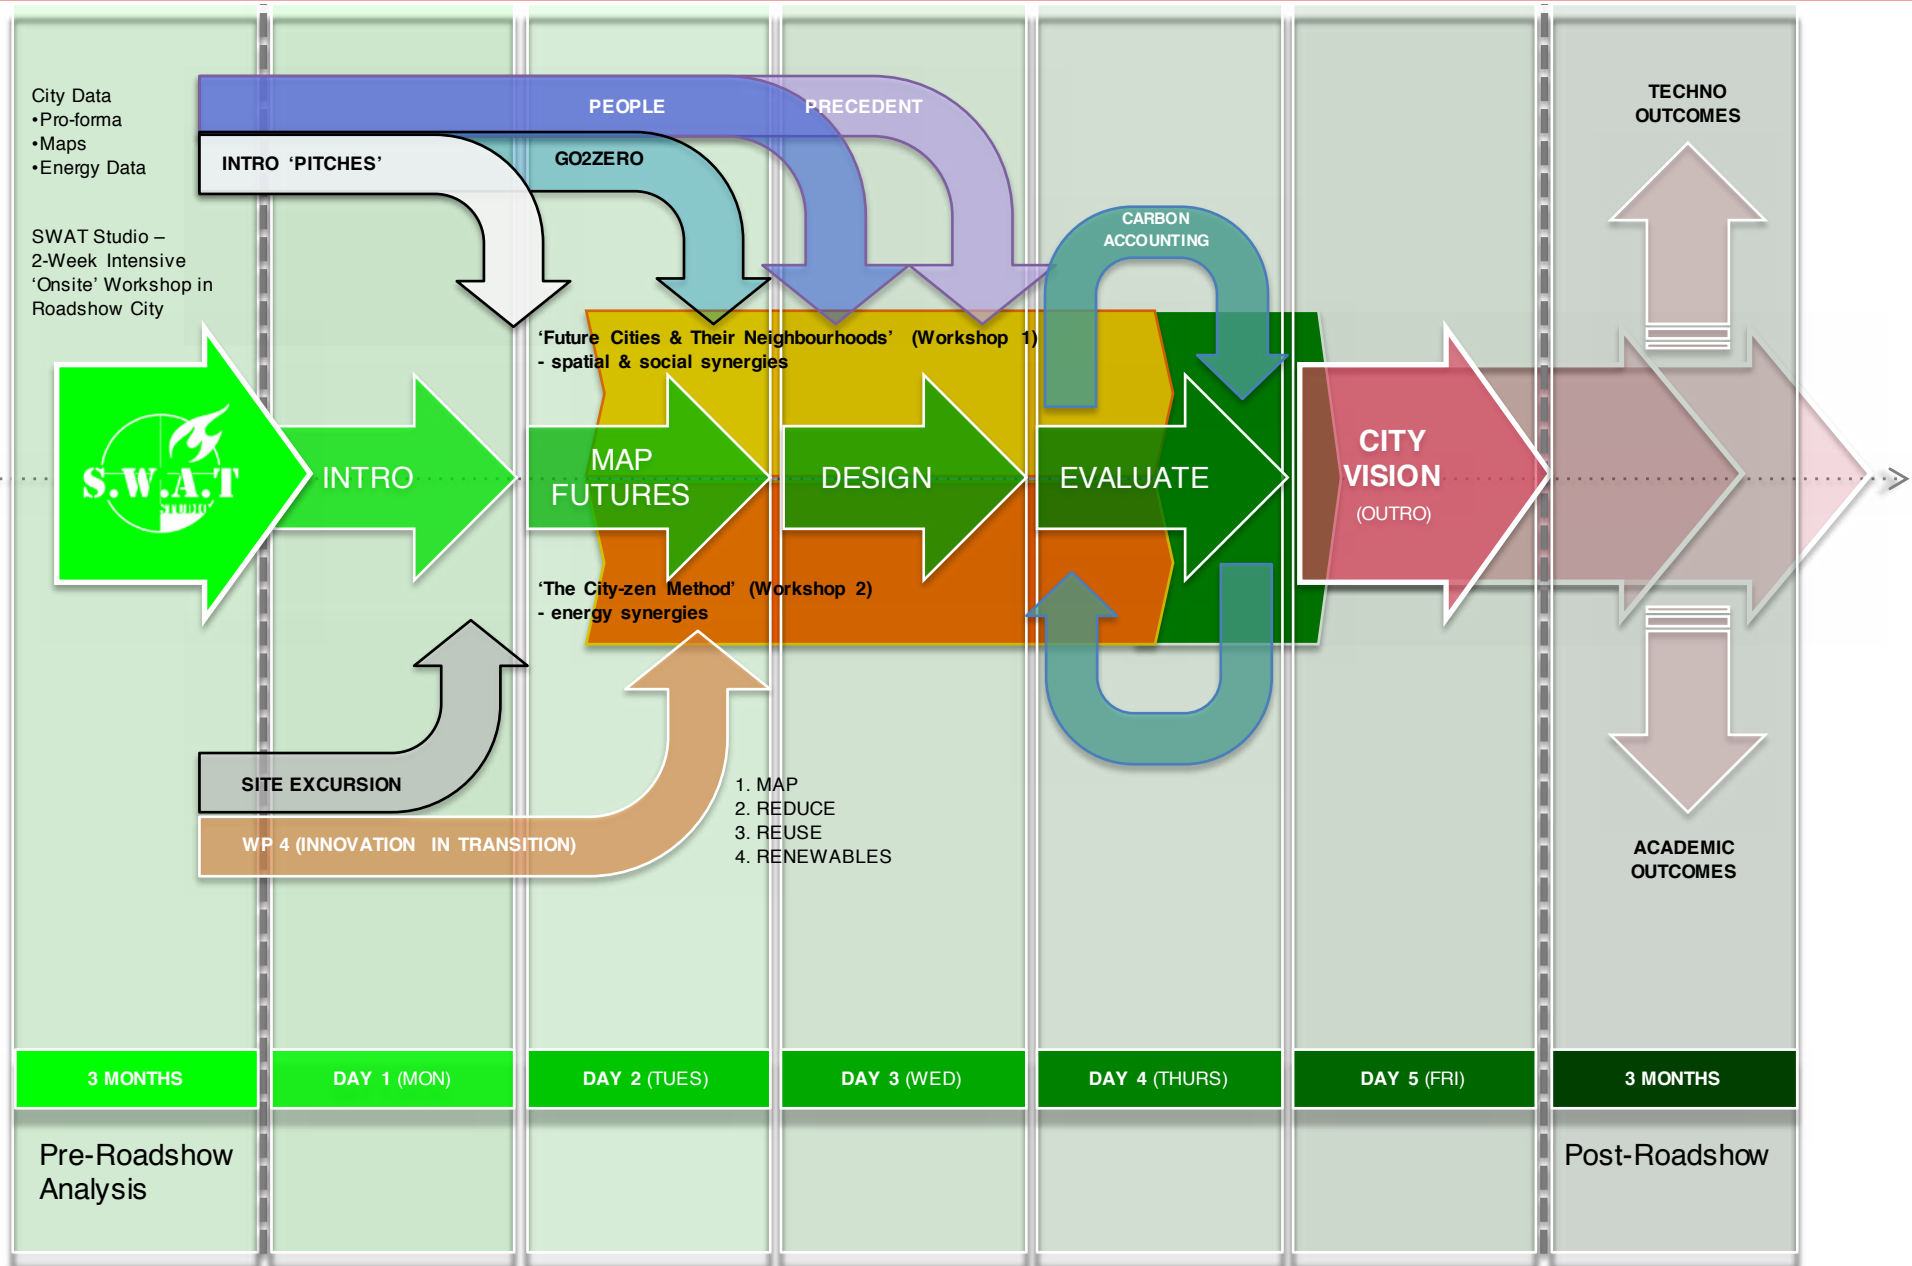 City Data
•Pro-forma
•Maps
•Energy Data
SWAT Studio –
2-Week Intensive
‘Onsite’ Workshop in
Roadshow City
PEOPLE
PRECEDENT
INTRO ‘PITCHES’
GO2ZERO
CARBON
ACCOUNTING
TECHNO
OUTCOMES
‘Future Cities & Their Neighbourhoods’ (Workshop 1)
- spatial & social synergies
S.W.A.T
STUDIO
INTRO
MAP
FUTURES
DESIGN
EVALUATE
CITY
VISION
(OUTRO)
‘The City-zen Method’ (Workshop 2)
- energy synergies
SITE EXCURSION
WP 4 (INNOVATION IN TRANSITION)
1. MAP
2. REDUCE
3. REUSE
4. RENEWABLES
ACADEMIC
OUTCOMES
3 MONTHS
DAY 1 (MON)
DAY 2 (TUES)
DAY 3 (WED)
DAY 4 (THURS)
DAY 5 (FRI)
3 MONTHS
Pre-Roadshow
Analysis
Post-Roadshow